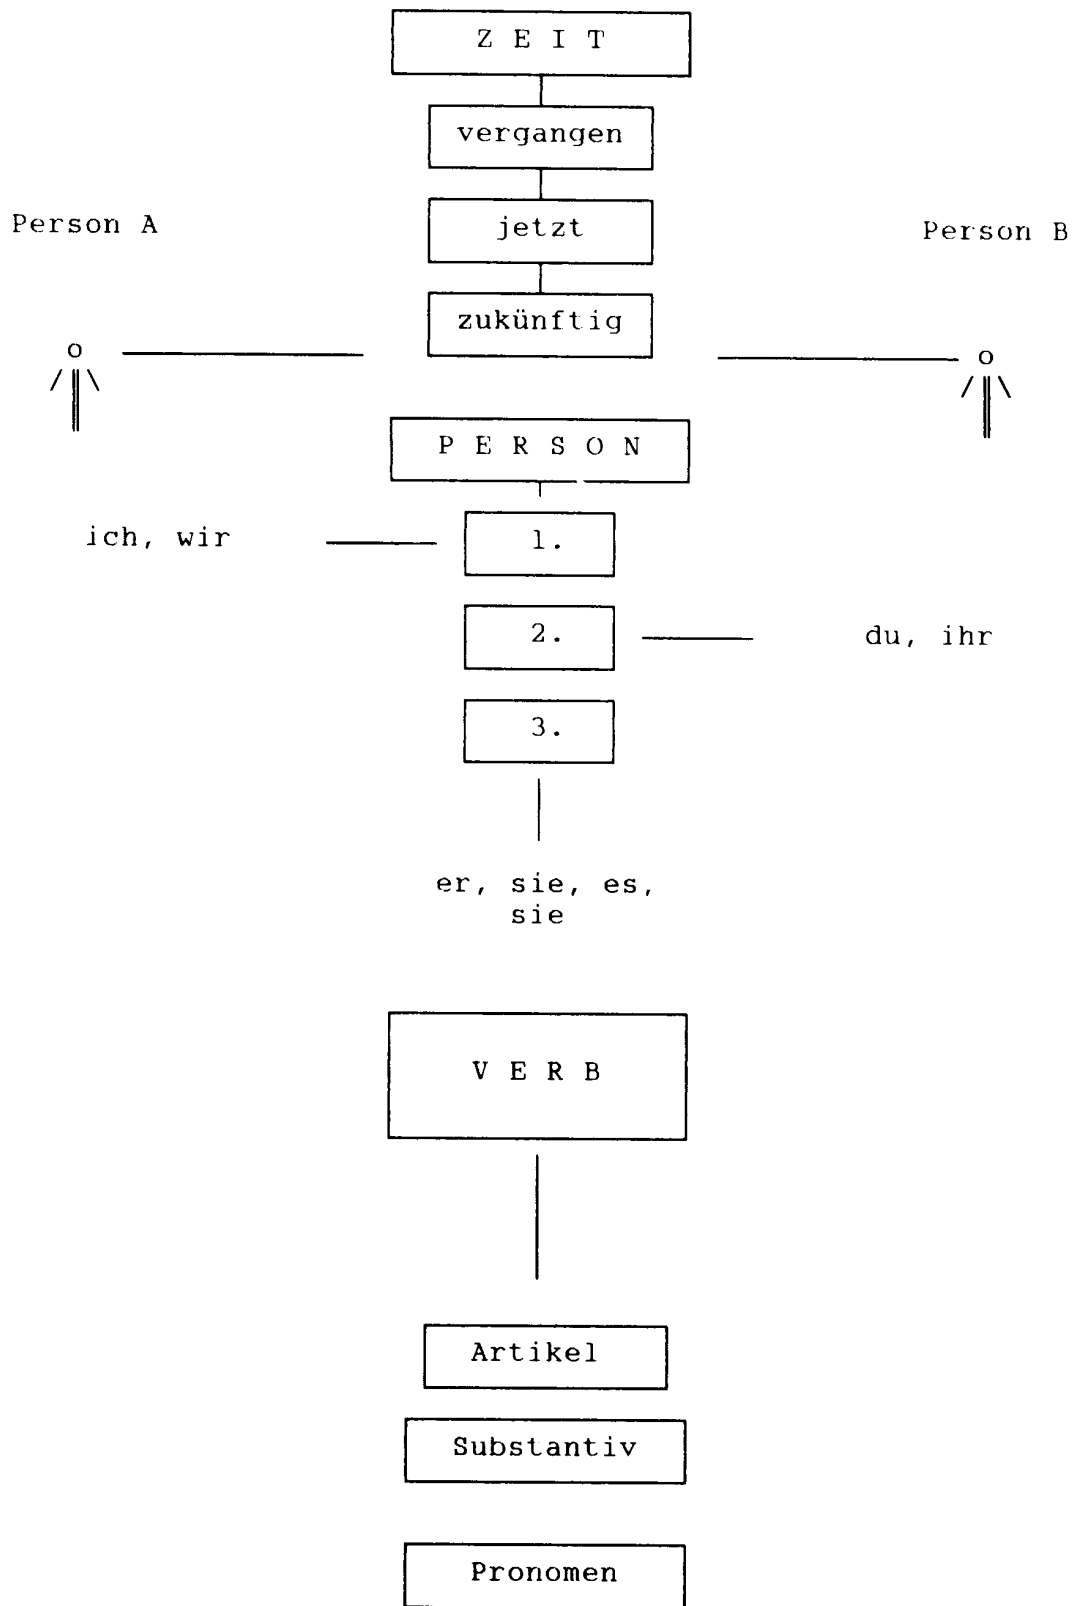 Z E I T
vergangen
Person A
jetzt
Person B
zukünftig
P E R S O N
ich, wir
1.
2.
du, ihr
3.
er, sie, es,
sie
V E R B
Artikel
Substantiv
Pronomen